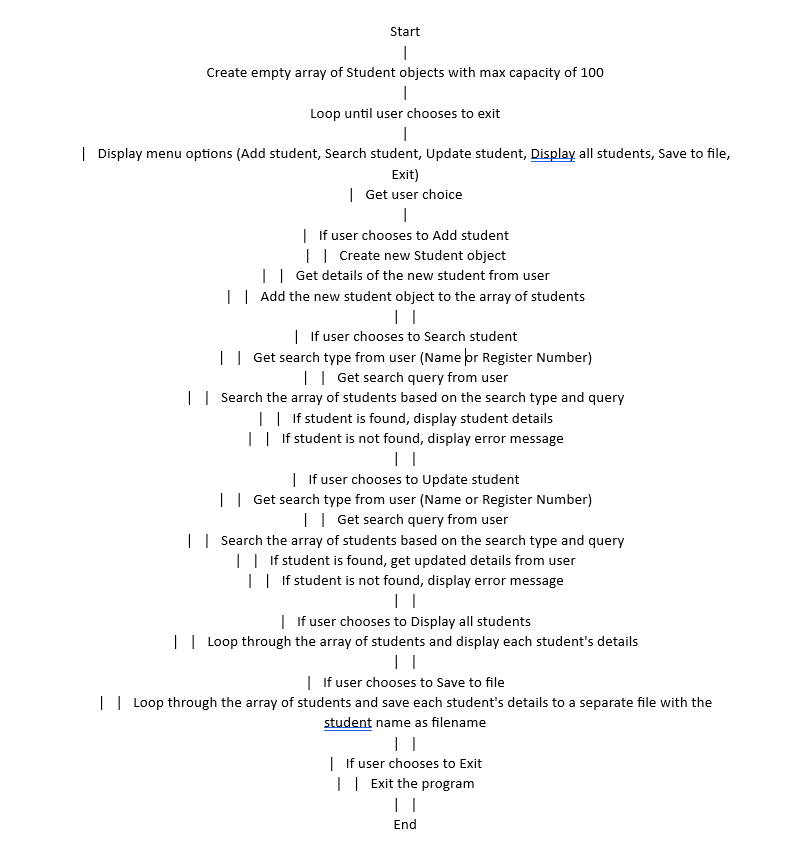 Start
|
Create empty array of Student objects with max capacity of 100
|
Loop until user chooses to exit
|
| Display menu options (Add student, Search student, Update student, Display all students, Save to file,
Exit)
| Get user choice
|
| If user chooses to Add student
| | Create new Student object
| | Get details of the new student from user
| | Add the new student object to the array of students
| |
| If user chooses to Search student
| | Get search type from user (Name or Register Number)
| | Get search query from user
| | Search the array of students based on the search type and query
| | If student is found, display student details
| | If student is not found, display error message
| |
| If user chooses to Update student
| | Get search type from user (Name or Register Number)
| | Get search query from user
| | Search the array of students based on the search type and query
| | If student is found, get updated details from user
| | If student is not found, display error message
| |
| If user chooses to Display all students
| | Loop through the array of students and display each student's details
| |
| If user chooses to Save to file
| | Loop through the array of students and save each student's details to a separate file with the
student name as filename
| |
| If user chooses to Exit
| | Exit the program
| |
End